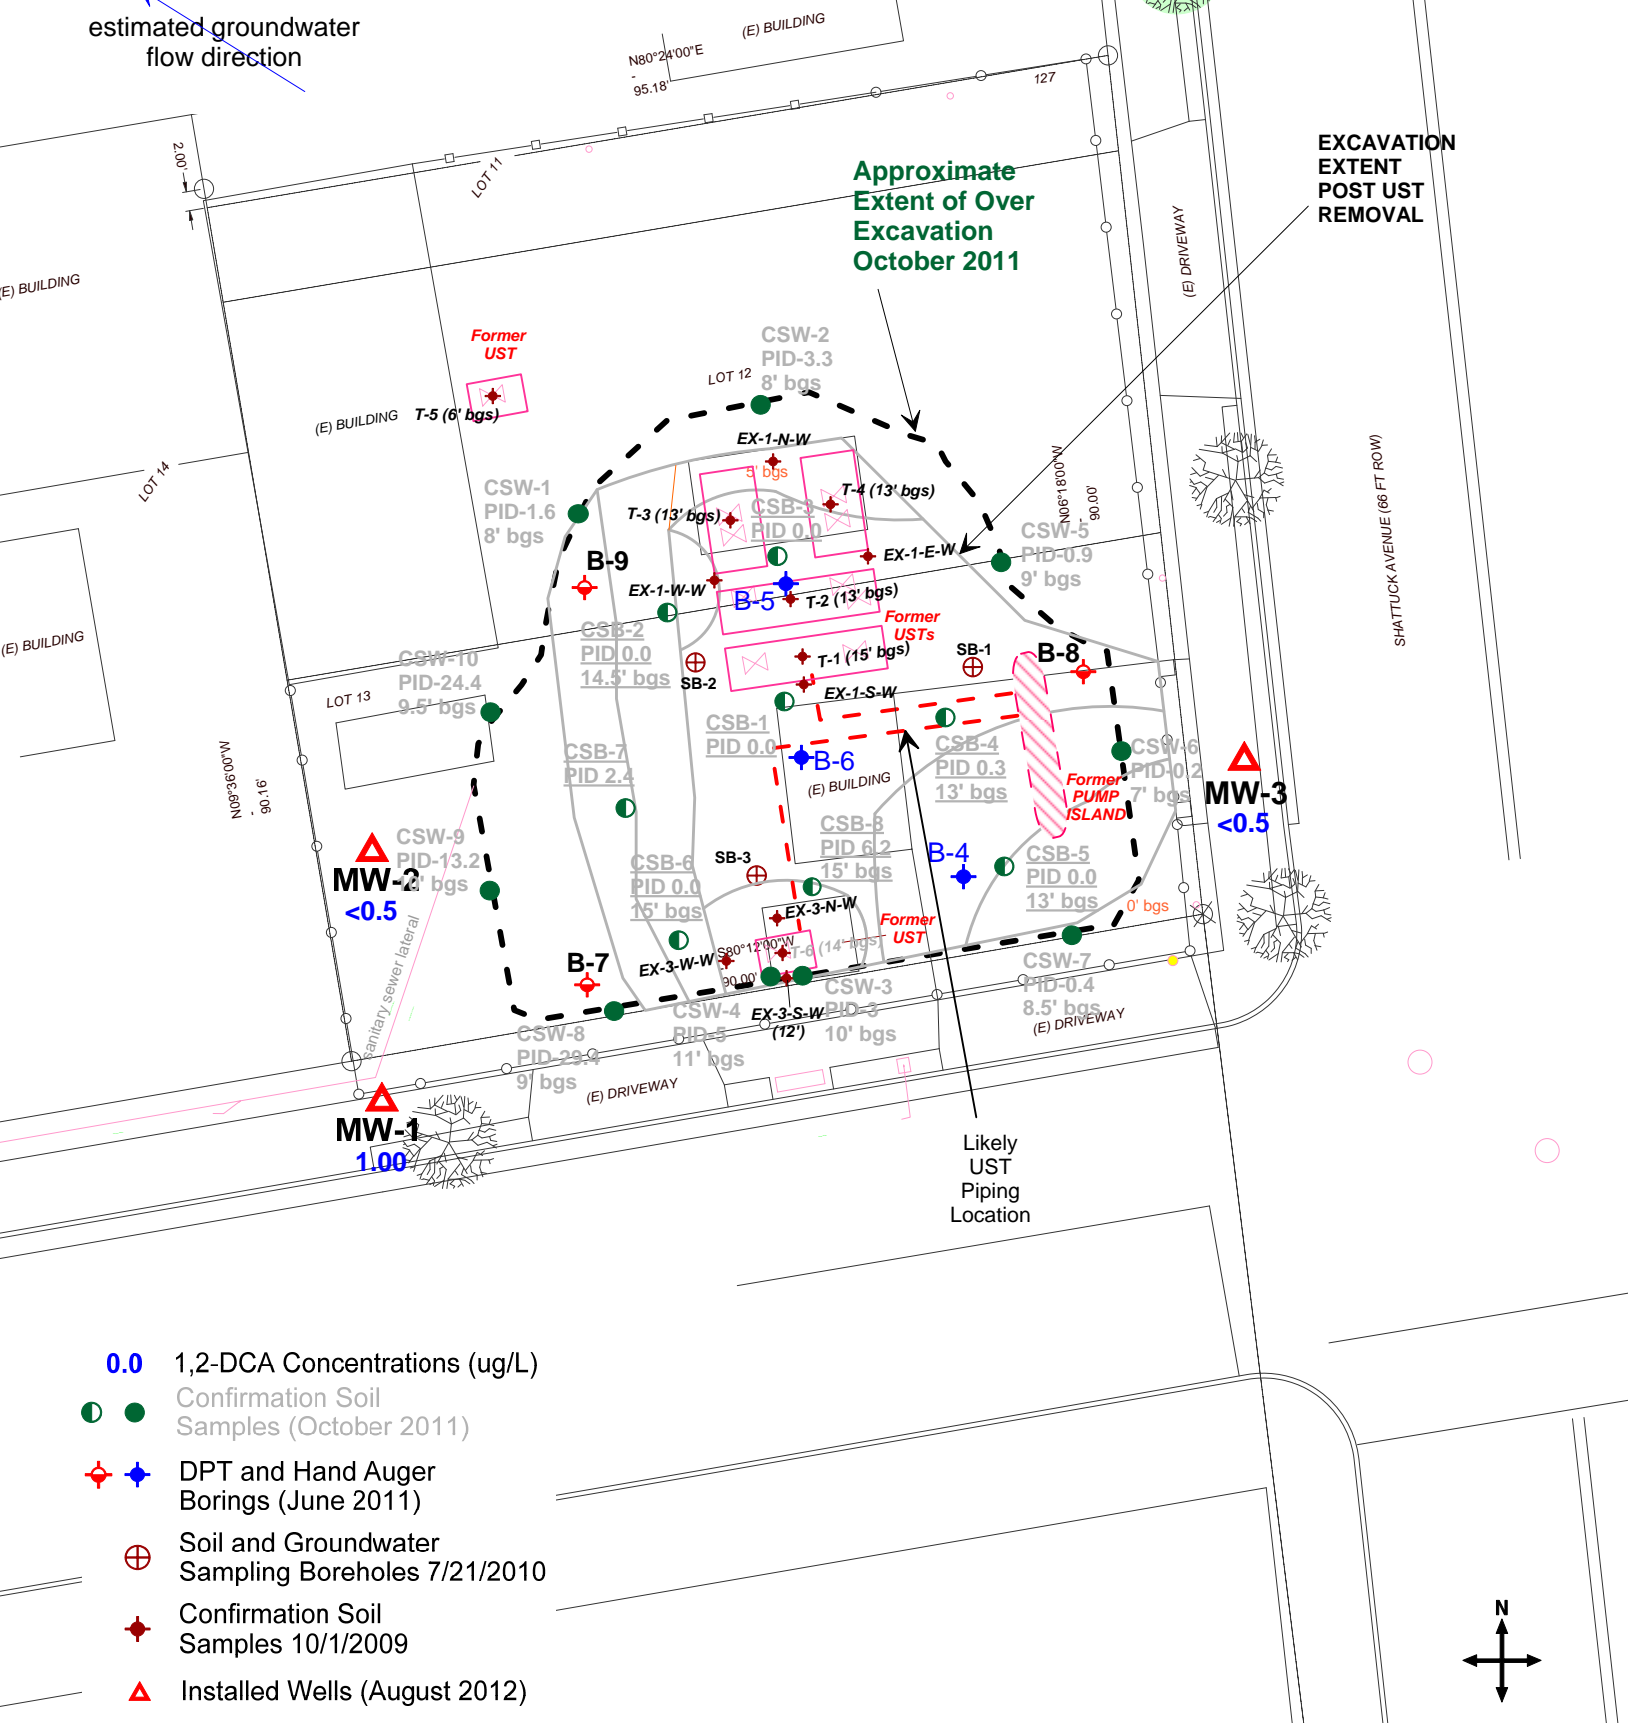 estimated groundwater
flow direction
(E) BUILDING
N80°24'00"E
-
95.18'
127
2.00'
LOT 11
Approximate
Extent of Over
Excavation
October 2011
EXCAVATION
EXTENT
POST UST
REMOVAL
(E) DRIVEWAY
(E) BUILDING
Former
UST
T-5 (6' bgs)
(E) BUILDING
LOT 12
CSW-2
PID-3.3
8' bgs
LOT 14
EX-1-N-W
5' bgs
CSW-1
PID-1.6
8' bgs
T-3 (13' bgs)
T-4 (13' bgs)
CSB-3
PID 0.0
N06°18'00"W
-
90.00'
SHATTUCK AVENUE (66 FT ROW)
CSW-5
PID-0.9
9' bgs
EX-1-E-W
B-9
EX-1-W-W
B-5
T-2 (13' bgs)
Former
USTs
CSB-2
PID 0.0
14.5' bgs
(E) BUILDING
T-1 (15' bgs)
SB-1
B-8
SB-2
CSW-10
PID-24.4
9.5' bgs
LOT 13
EX-1-S-W
CSB-1
PID 0.0
CSB-7
PID 2.4
B-6
(E) BUILDING
CSB-4
PID 0.3
13' bgs
CSW-6
PID-0.2
7' bgs
Former
PUMP
ISLAND
MW-3
<0.5
N09°36'00"W
-
90.16'
CSW-9
PID-13.2
bgs
MW-2
<0.5
CSB-8
PID 6.2
15' bgs
SB-3
CSB-6
PID 0.0
15' bgs
B-4
CSB-5
PID 0.0
13' bgs
0' bgs
EX-3-N-W
Former
UST
S80°12'00"W
-
90.00'
T-6 (14' bgs)
EX-3-W-W
B-7
sanitary sewer lateral
CSW-7
PID-0.4
8.5' bgs
(E) DRIVEWAY
CSW-3
PID-3
10' bgs
EX-3-S-W
(12')
CSW-4
PID-5
11' bgs
CSW-8
PID-29.4
9' bgs
(E) DRIVEWAY
MW-1
1.00
Likely
UST
Piping
Location
0.0 1,2-DCA Concentrations (ug/L)
Confirmation Soil
Samples (October 2011)
DPT and Hand Auger
Borings (June 2011)
Soil and Groundwater
Sampling Boreholes 7/21/2010
Confirmation Soil
Samples 10/1/2009
Installed Wells (August 2012)
N